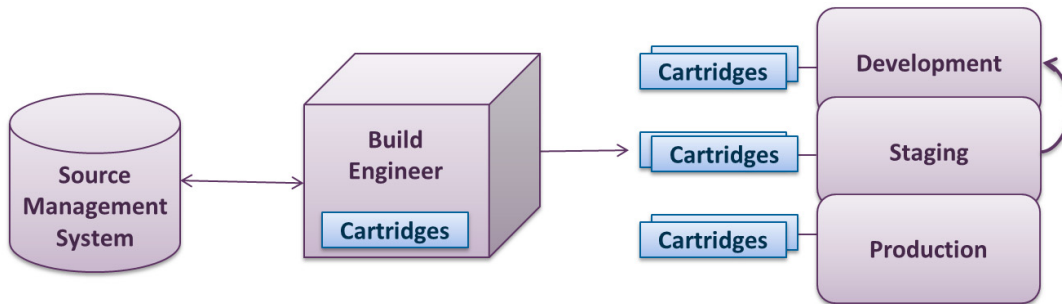 Source
Management
System
Build
Engineer
Cartridges
Cartridges
Development
Cartridges
Staging
Cartridges
Production